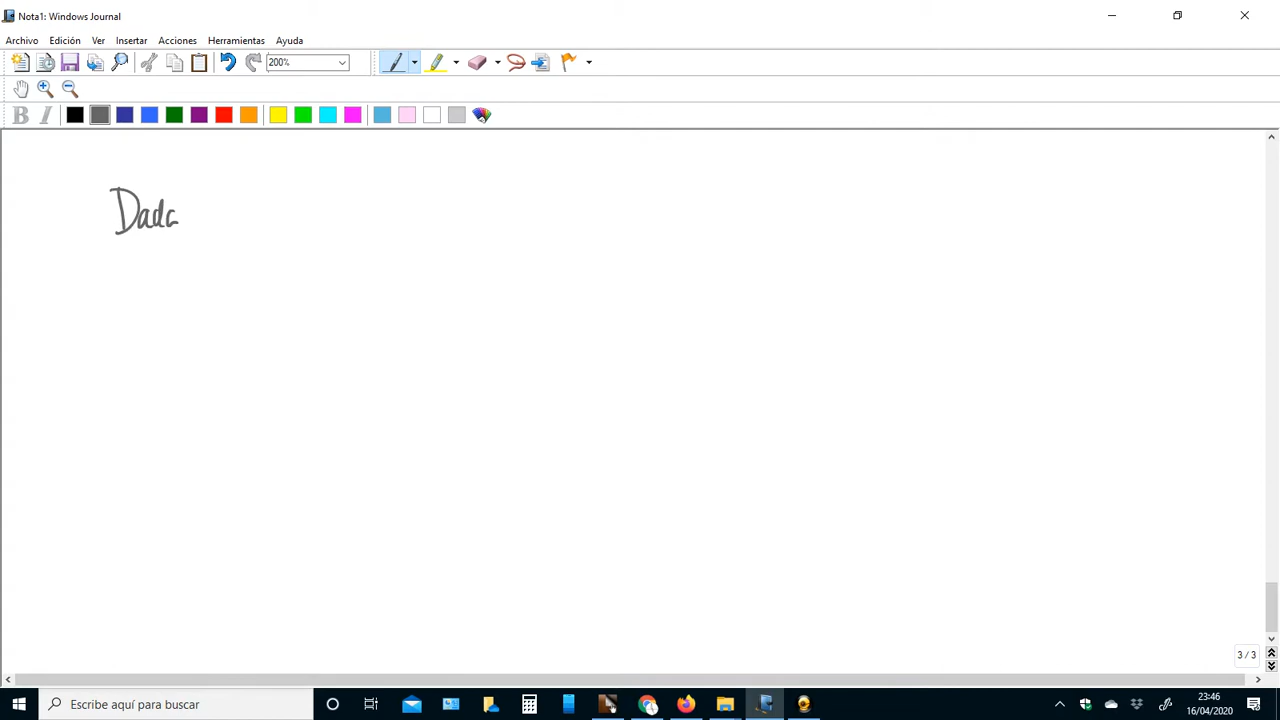 Nota1: Windows Journal
Archivo Edición Ver Insertar Acciones Herramientas Ayuda
200%
B I
Dada
3 / 3
Escribe aquí para buscar
23:46
16/04/2020